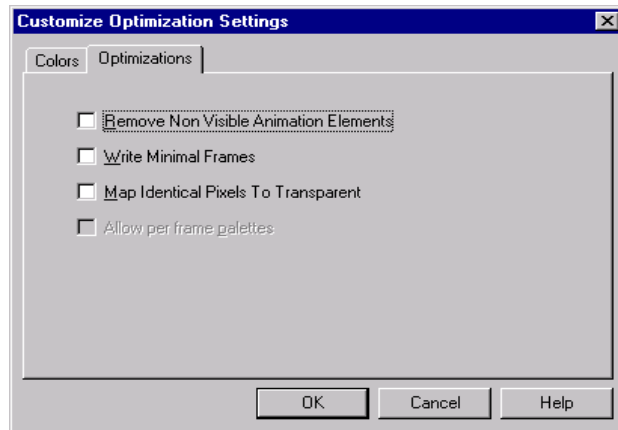 Customize Optimization Settings
Colors Optimizations
Remove Non Visible Animation Elements
Write Minimal Frames
Map Identical Pixels To Transparent
Allow per frame palettes
OK Cancel Help